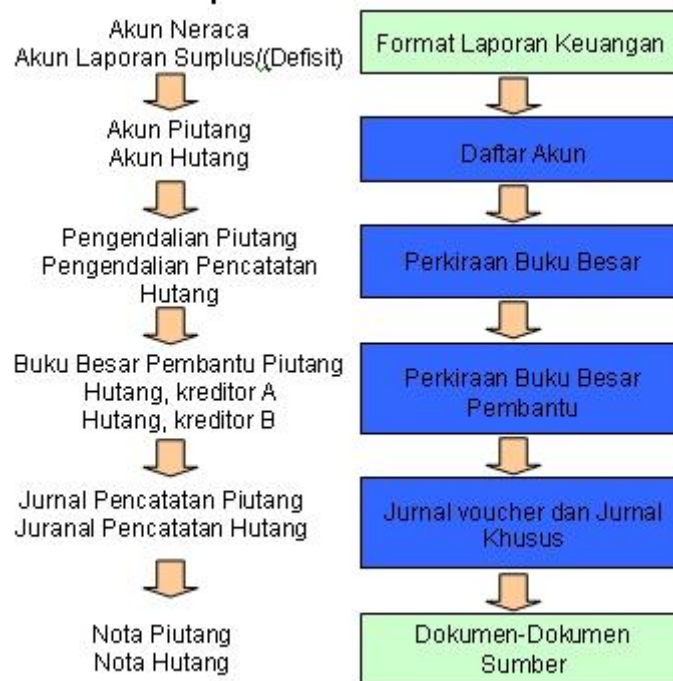 Akun Neraca
Akun Laporan Surplus/(Defisit)
Format Laporan Keuangan
Akun Piutang
Akun Hutang
Daftar Akun
Pengendalian Piutang
Pengendalian Pencatatan
Hutang
Perkiraan Buku Besar
Buku Besar Pembantu Piutang
Hutang, kreditor A
Hutang, kreditor B
Perkiraan Buku Besar
Pembantu
Jurnal Pencatatan Piutang
Juranal Pencatatan Hutang
Jurnal voucher dan Jurnal
Khusus
Nota Piutang
Nota Hutang
Dokumen-Dokumen
Sumber